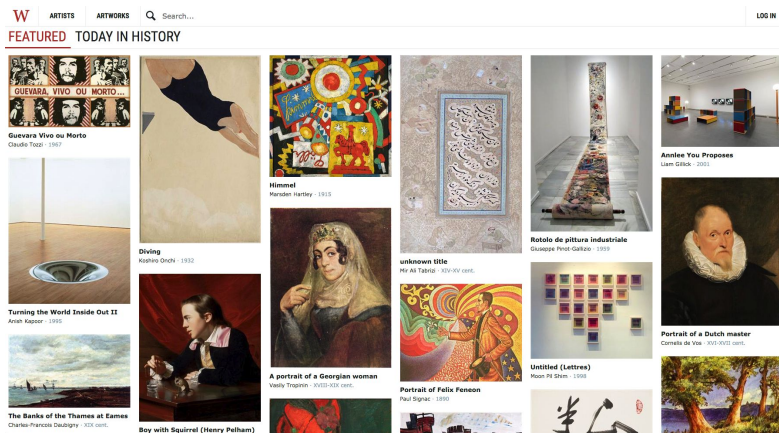 W
ARTISTS
ARTWORKS
Search...
LOG IN
FEATURED
TODAY IN HISTORY
GUEVARA, VIVO OU MORTO...
Guevara Vivo ou Morto
Claudio Tozzi · 1967
Turning the World Inside Out II
Anish Kapoor · 1995
The Banks of the Thames at Eames
Charles-Francois Daubigny · XIX cent.
Diving
Koshiro Onchi · 1932
Boy with Squirrel (Henry Pelham)
Himmel
Marsden Hartley · 1915
A portrait of a Georgian woman
Vasily Tropinin · XVIII-XIX cent.
unknown title
Mir Ali Tabrizi · XIV-XV cent.
Portrait of Felix Feneon
Paul Signac · 1890
Rotolo de pittura industriale
Giuseppe Pinot-Gallizio · 1959
Untitled (Lettres)
Moon Pil Shim · 1998
Annlee You Proposes
Liam Gillick · 2001
Portrait of a Dutch master
Cornelis de Vos · XVI-XVII cent.